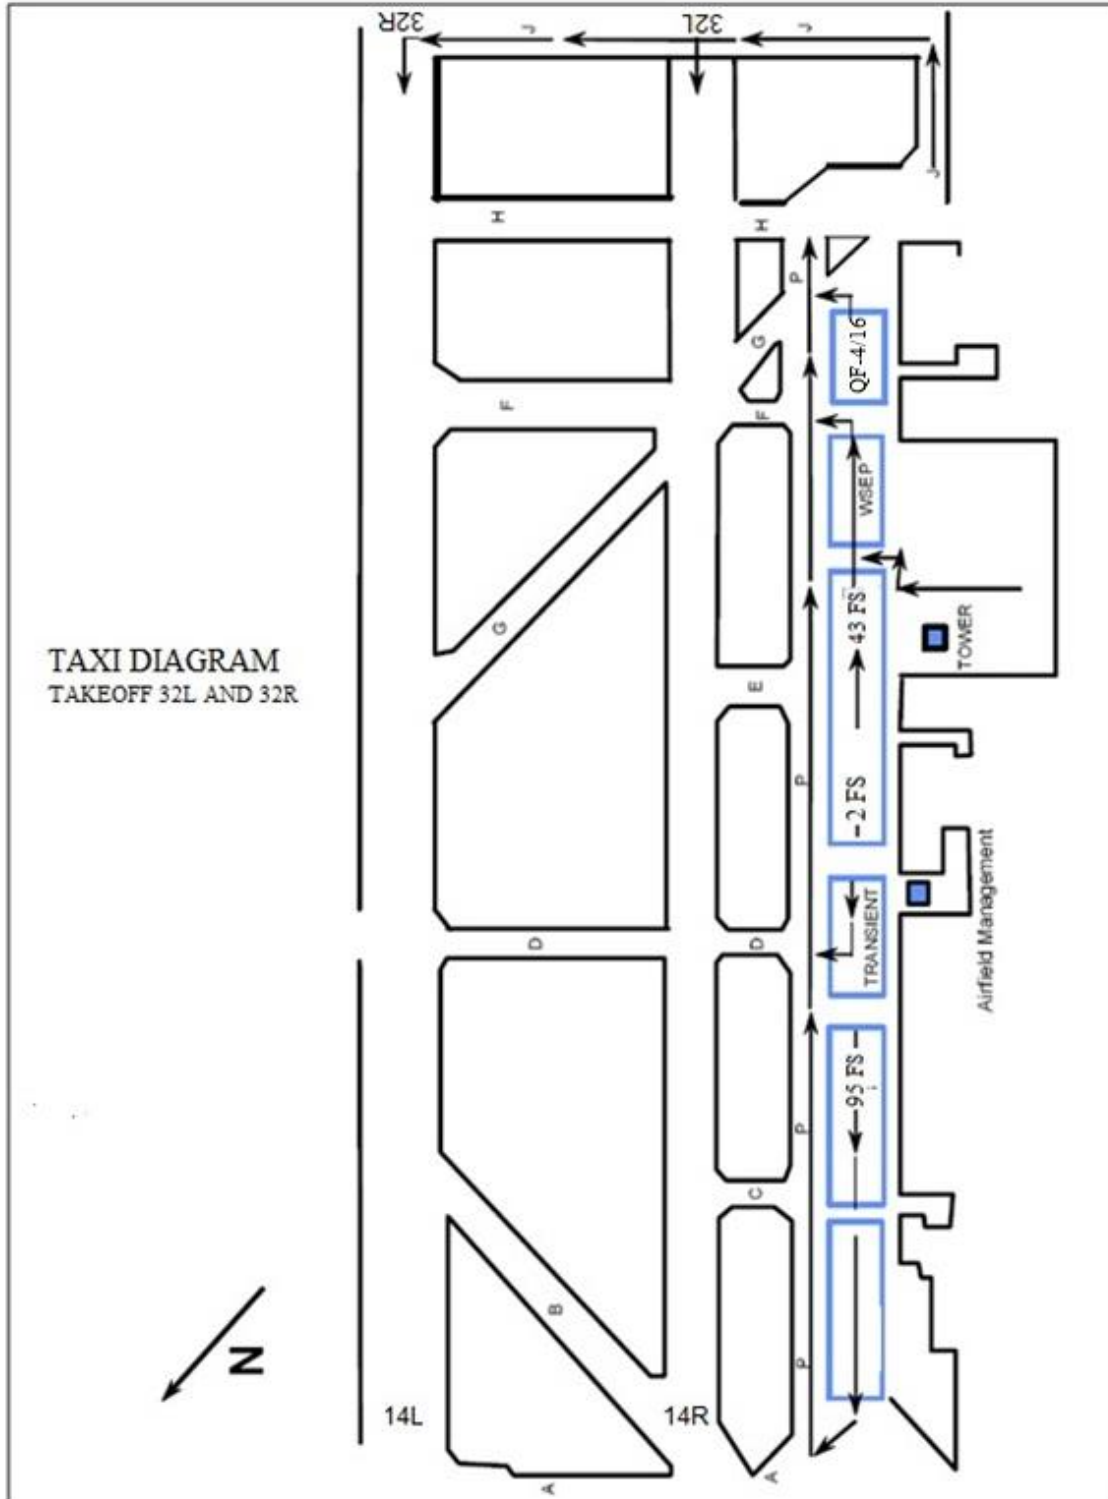 32R
J
32L
J
J
H
H
P
G
QF-4/16
F
F
WSEP
G
43 FS
TOWER
E
TAXI DIAGRAM
TAKEOFF 32L AND 32R
P
2 FS
Airfield Management
D
D
TRANSIENT
95 FS
P
C
B
N
P
14L
14R
A
A